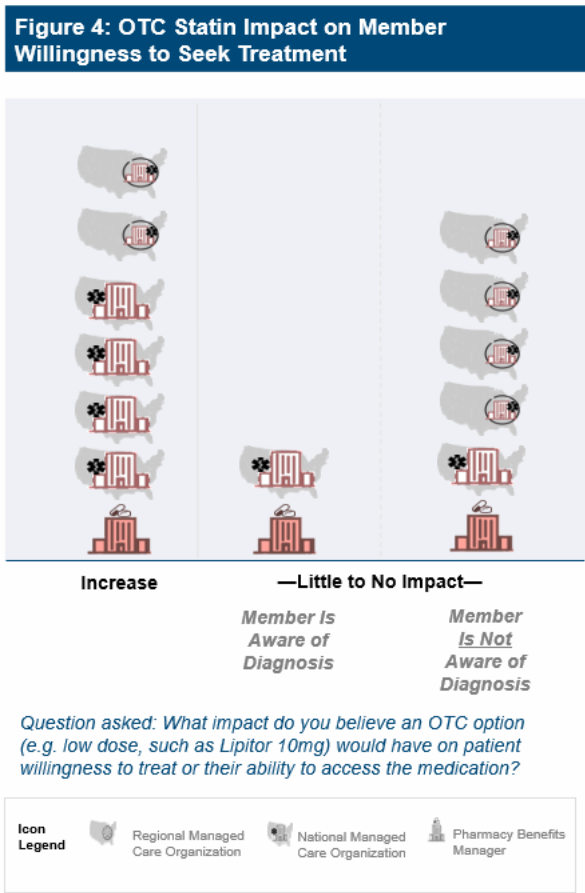 Figure 4: OTC Statin Impact on Member
Willingness to Seek Treatment
Increase
—Little to No Impact—
Member Is
Aware of
Diagnosis
Member
Is Not
Aware of
Diagnosis
Question asked: What impact do you believe an OTC option
(e.g. low dose, such as Lipitor 10mg) would have on patient
willingness to treat or their ability to access the medication?
Icon
Legend
Regional Managed
Care Organization
National Managed
Care Organization
Pharmacy Benefits
Manager